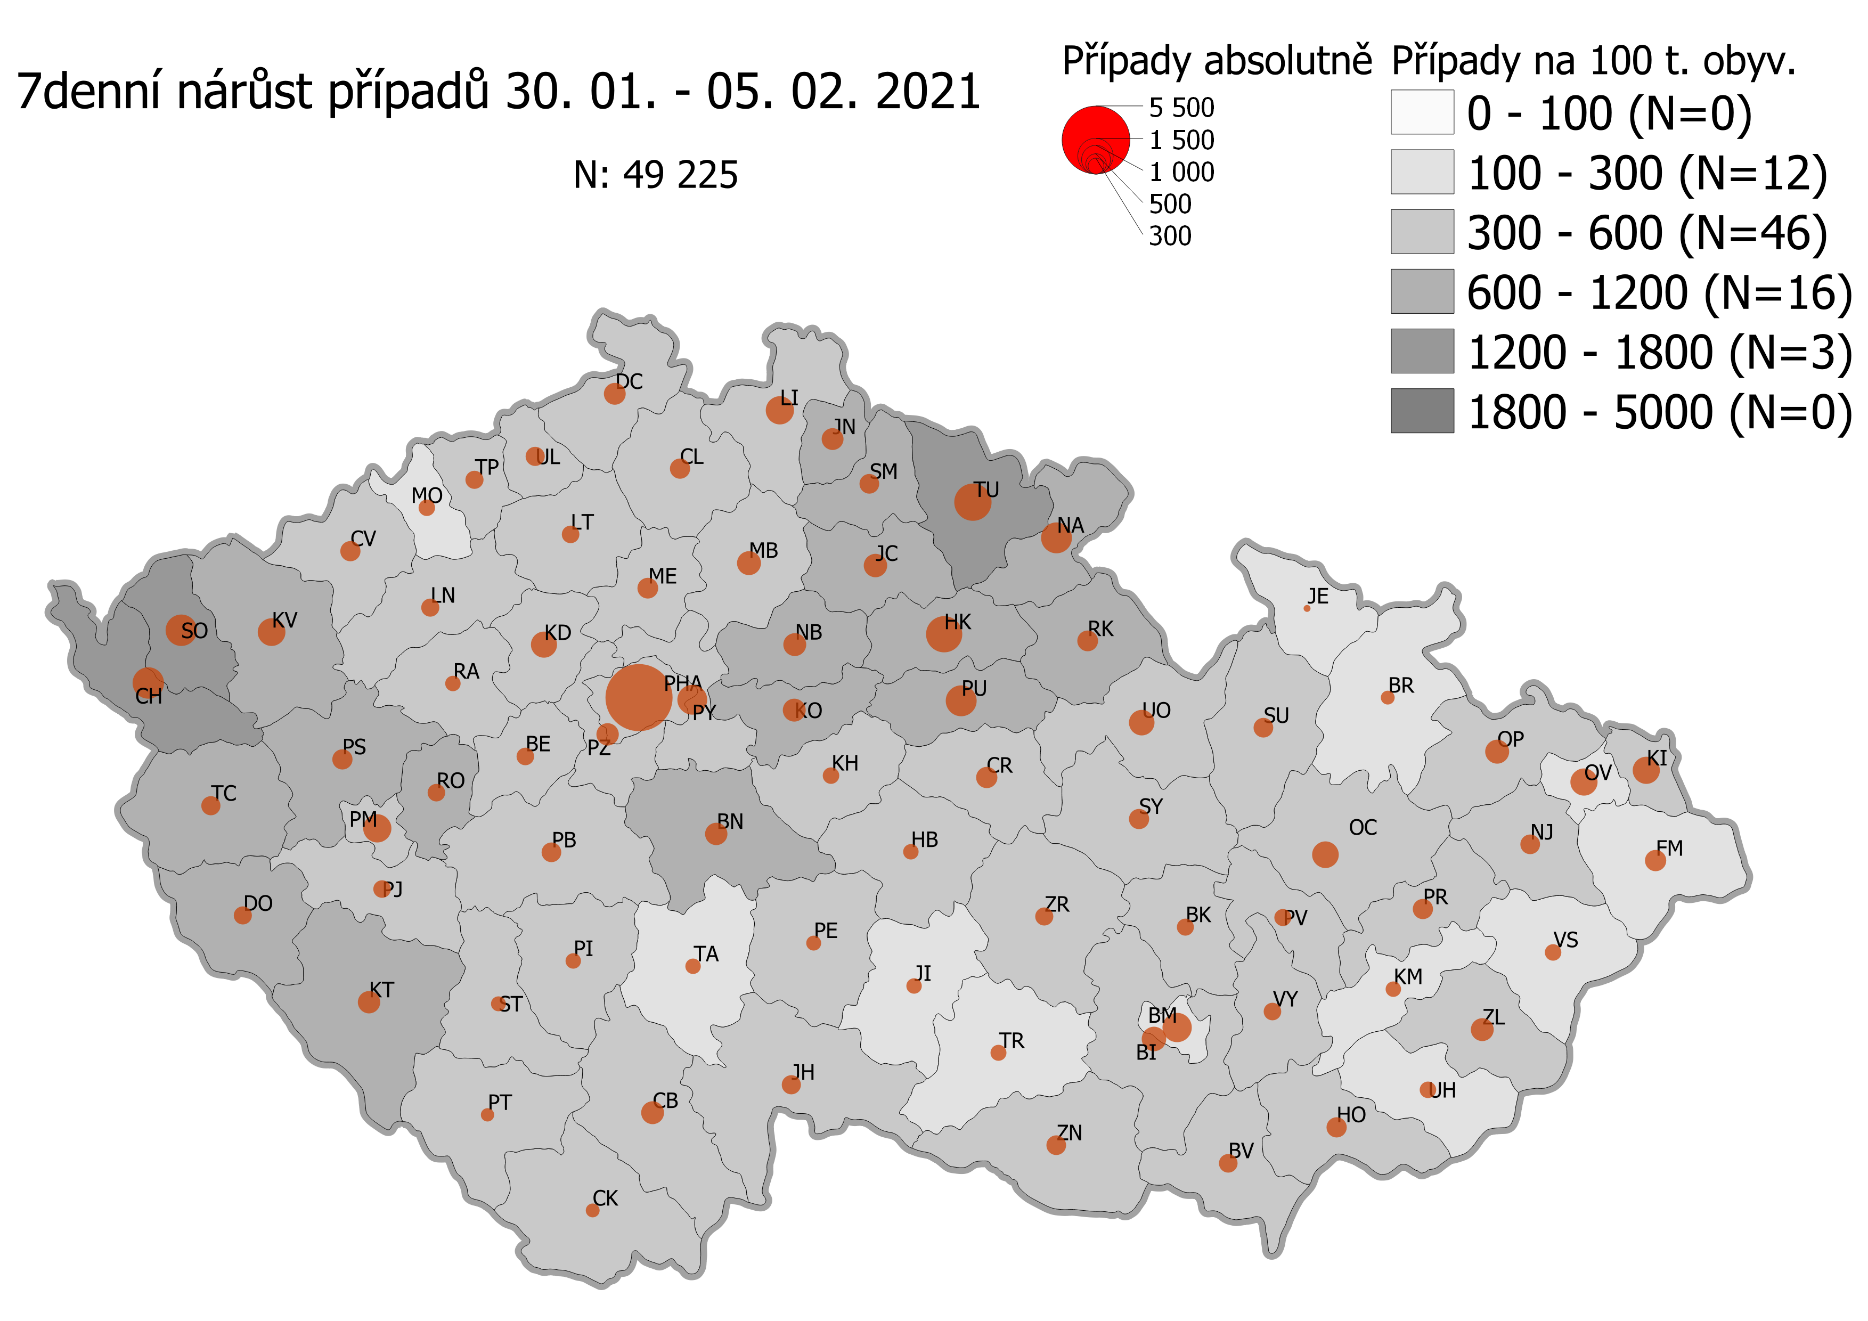 7denní nárůst případů 30. 01. - 05. 02. 2021
N: 49 225
Případy absolutně
5 500
1 500
1 000
500
300
Případy na 100 t. obyv.
0 - 100 (N=0)
100 - 300 (N=12)
300 - 600 (N=46)
600 - 1200 (N=16)
1200 - 1800 (N=3)
1800 - 5000 (N=0)
DC
LI
JN
UL
TP
CL
SM
MO
TU
LT
NA
CV
MB
JC
ME
LN
JE
SO
KV
KD
NB
HK
RK
RA
PHA
CH
PY
KO
PU
UO
SU
BR
PS
BE
PZ
KH
CR
OP
KI
OV
TC
RO
PM
PB
BN
HB
SY
OC
NJ
FM
PJ
DO
ZR
BK
PV
PR
PI
TA
PE
VS
KT
ST
JI
KM
VY
BM
BI
ZL
TR
JH
UH
PT
CB
HO
ZN
BV
CK